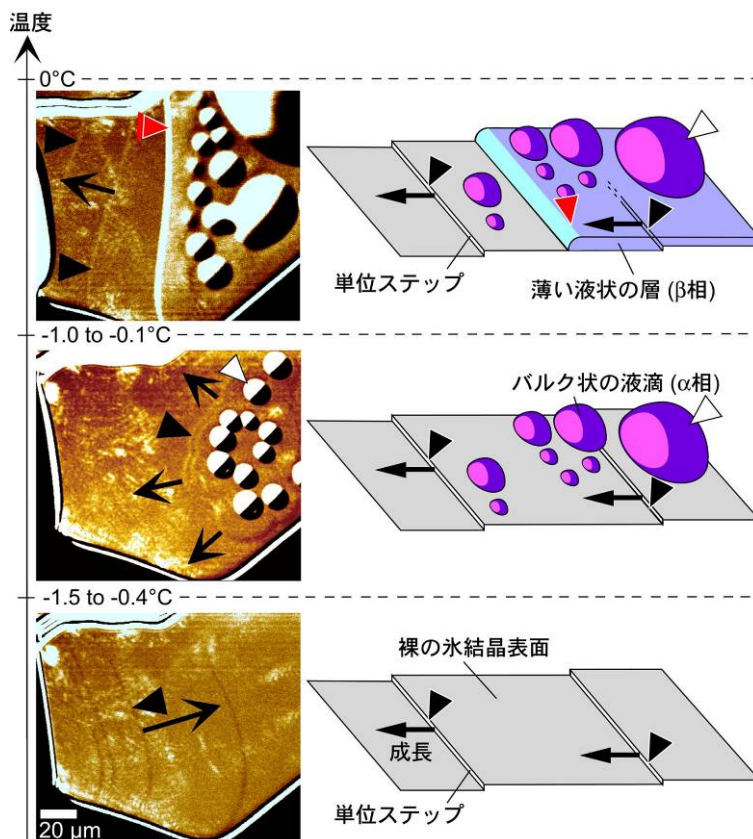 温度
0°C
単位ステップ
薄い液状の層 (β相)
-1.0 to -0.1°C
バルク状の液滴 (α相)
-1.5 to -0.4°C
裸の氷結晶表面
成長
単位ステップ
20 µm